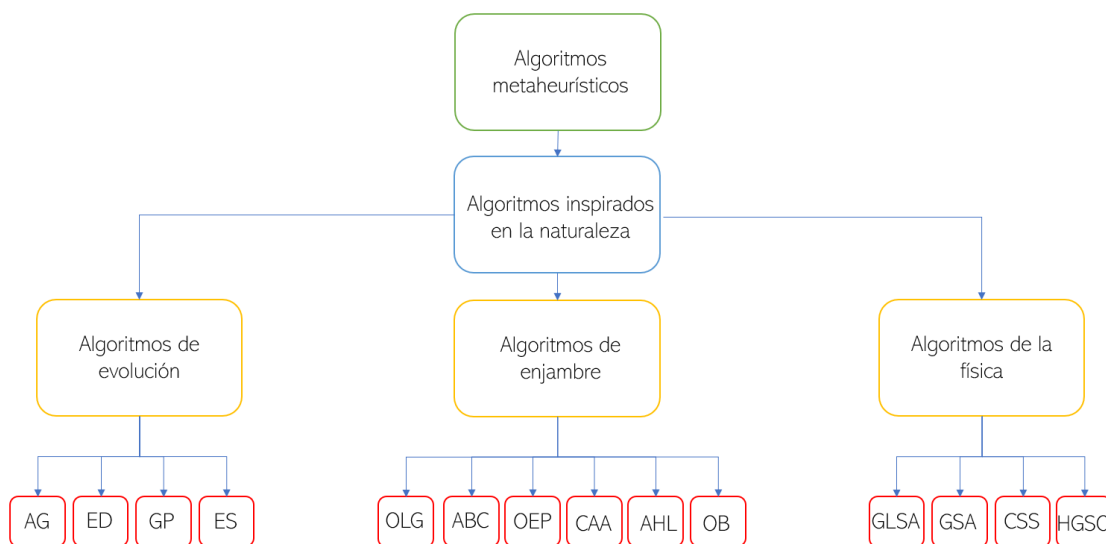 Algoritmos
metaheurísticos
Algoritmos inspirados
en la naturaleza
Algoritmos de
evolución
Algoritmos de
enjambre
Algoritmos de la
física
AG ED GP ES OLG ABC OEP CAA AHL OB GLSA GSA CSS HGSO